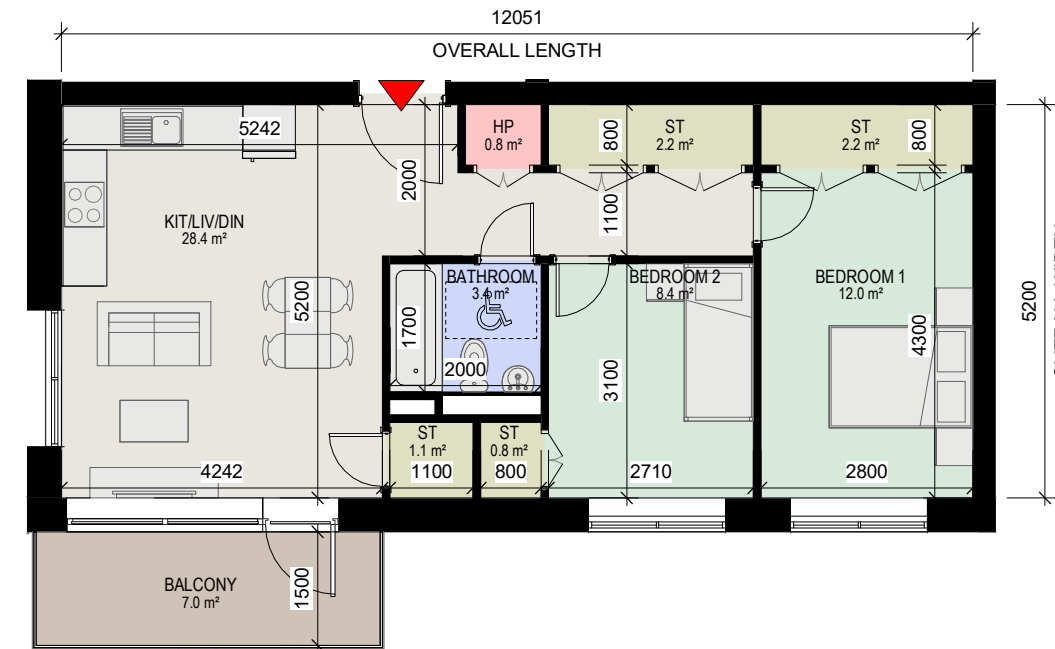 12051
OVERALL LENGTH
5242
HP
0.8 m²
800
ST
2.2 m²
ST
2.2 m²
800
2000
1100
KIT/LIV/DIN
28.4 m²
BATHROOM
3.4 m²
BEDROOM 2
8.4 m²
BEDROOM 1
12.0 m²
5200
5200
1700
2000
4300
3100
ST
1.1 m²
ST
0.8 m²
4242
1100
800
2710
2800
BALCONY
7.0 m²
1500